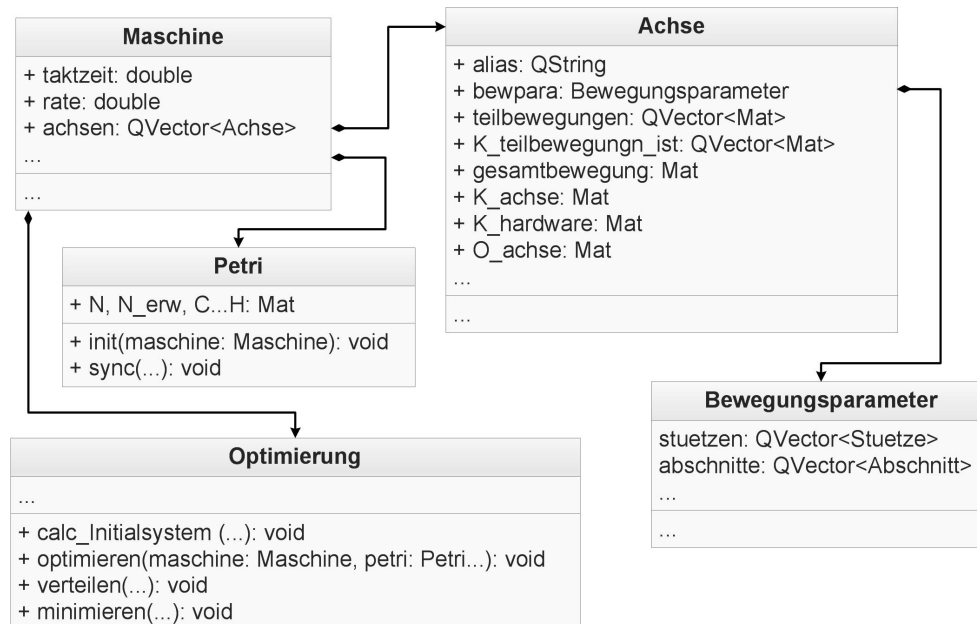 Maschine
+ taktzeit: double
+ rate: double
+ achsen: QVector<Achse>
...
...
Achse
+ alias: QString
+ bewpara: Bewegungsparameter
+ teilbewegungen: QVector<Mat>
+ K_teilbewegungn_ist: QVector<Mat>
+ gesamtbewegung: Mat
+ K_achse: Mat
+ K_hardware: Mat
+ O_achse: Mat
...
...
Petri
+ N, N_erw, C...H: Mat
+ init(maschine: Maschine): void
+ sync(...): void
Bewegungsparameter
stuetzen: QVector<Stuetze>
abschnitte: QVector<Abschnitt>
...
...
Optimierung
...
+ calc_Initialsystem (...): void
+ optimieren(maschine: Maschine, petri: Petri...): void
+ verteilen(...): void
+ minimieren(...): void